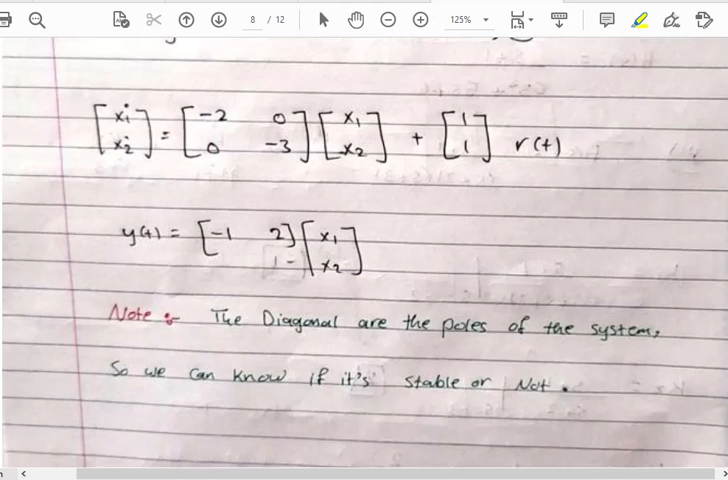 8 / 12
125%
[ẋ1 ẋ2] = [-2 0 0 -3] [x1 x2] + [1 1] r(t)
y(t) = [-1 2] [x1 x2]
Note :- The Diagonal are the poles of the system,
So we can know if it's stable or Not.